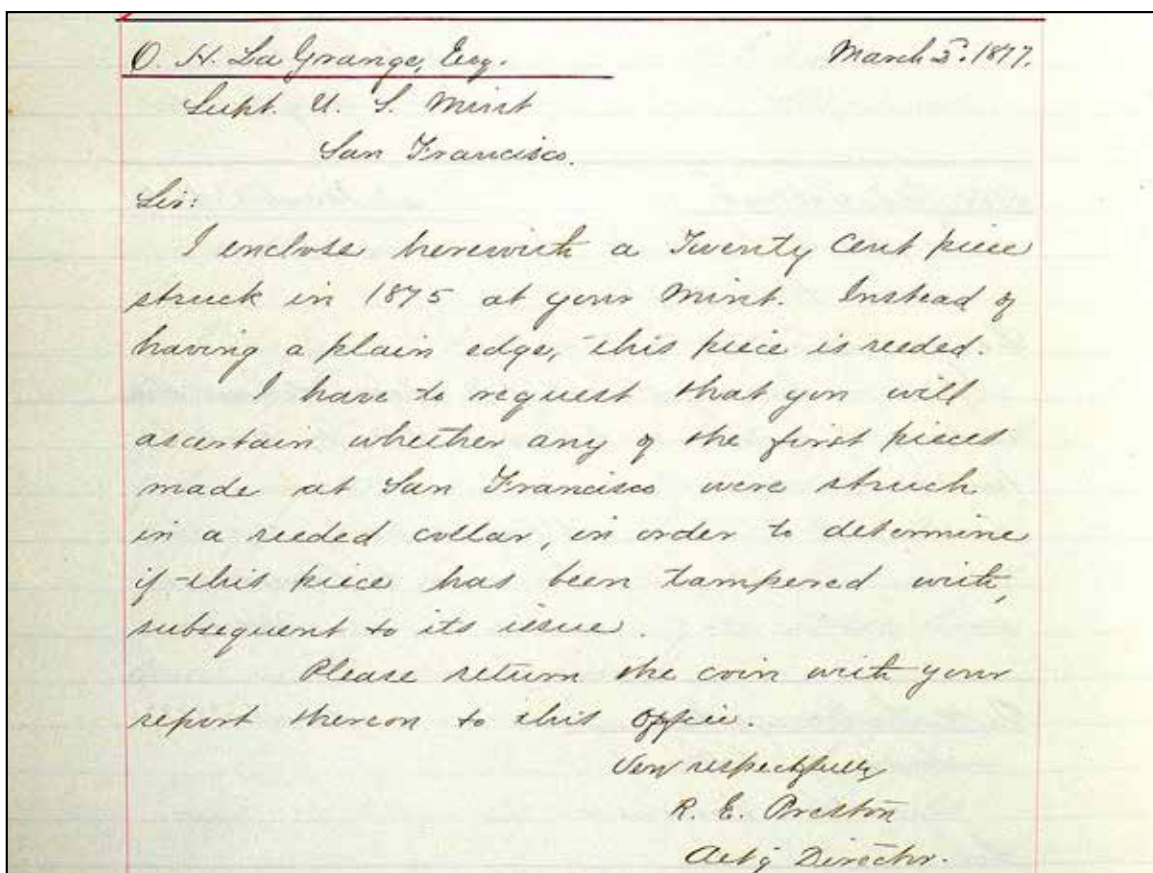 O. H. La Grange, Esq. March 5. 1877.
Supt. U. S. Mint
San Francisco.
Sir:
I enclose herewith a Twenty Cent piece
struck in 1875 at your Mint. Instead of
having a plain edge, this piece is reeded.
I have to request that you will
ascertain whether any of the first pieces
made at San Francisco were struck
in a reeded collar, in order to determine
if this piece has been tampered with,
subsequent to its issue.
Please return the coin with your
report thereon to this office.
Very respectfully
R. E. Preston
Act'g Director.